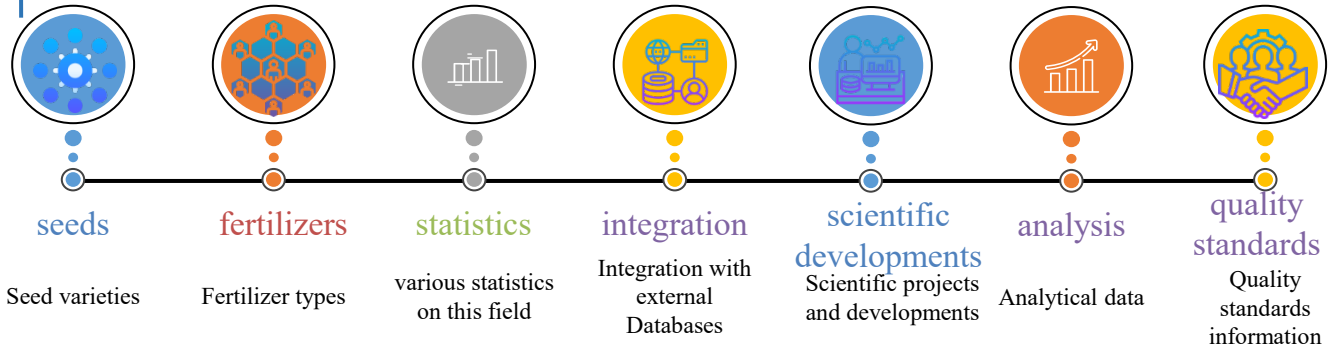 seeds
fertilizers
statistics
integration
scientific
developments
analysis
quality
standards
Seed varieties
Fertilizer types
various statistics
on this field
Integration with
external
Databases
Scientific projects
and developments
Analytical data
Quality
standards
information